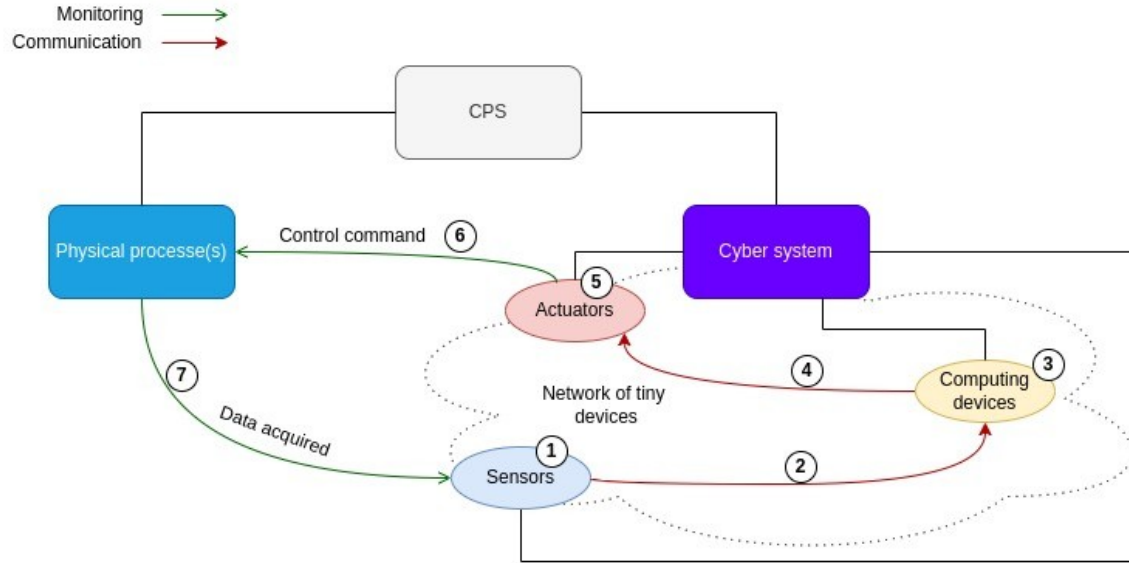 Monitoring
Communication
CPS
Physical processe(s)
Control command
6
Cyber system
5
Actuators
7
4
3
Computing
devices
Network of tiny
devices
Data acquired
1
2
Sensors